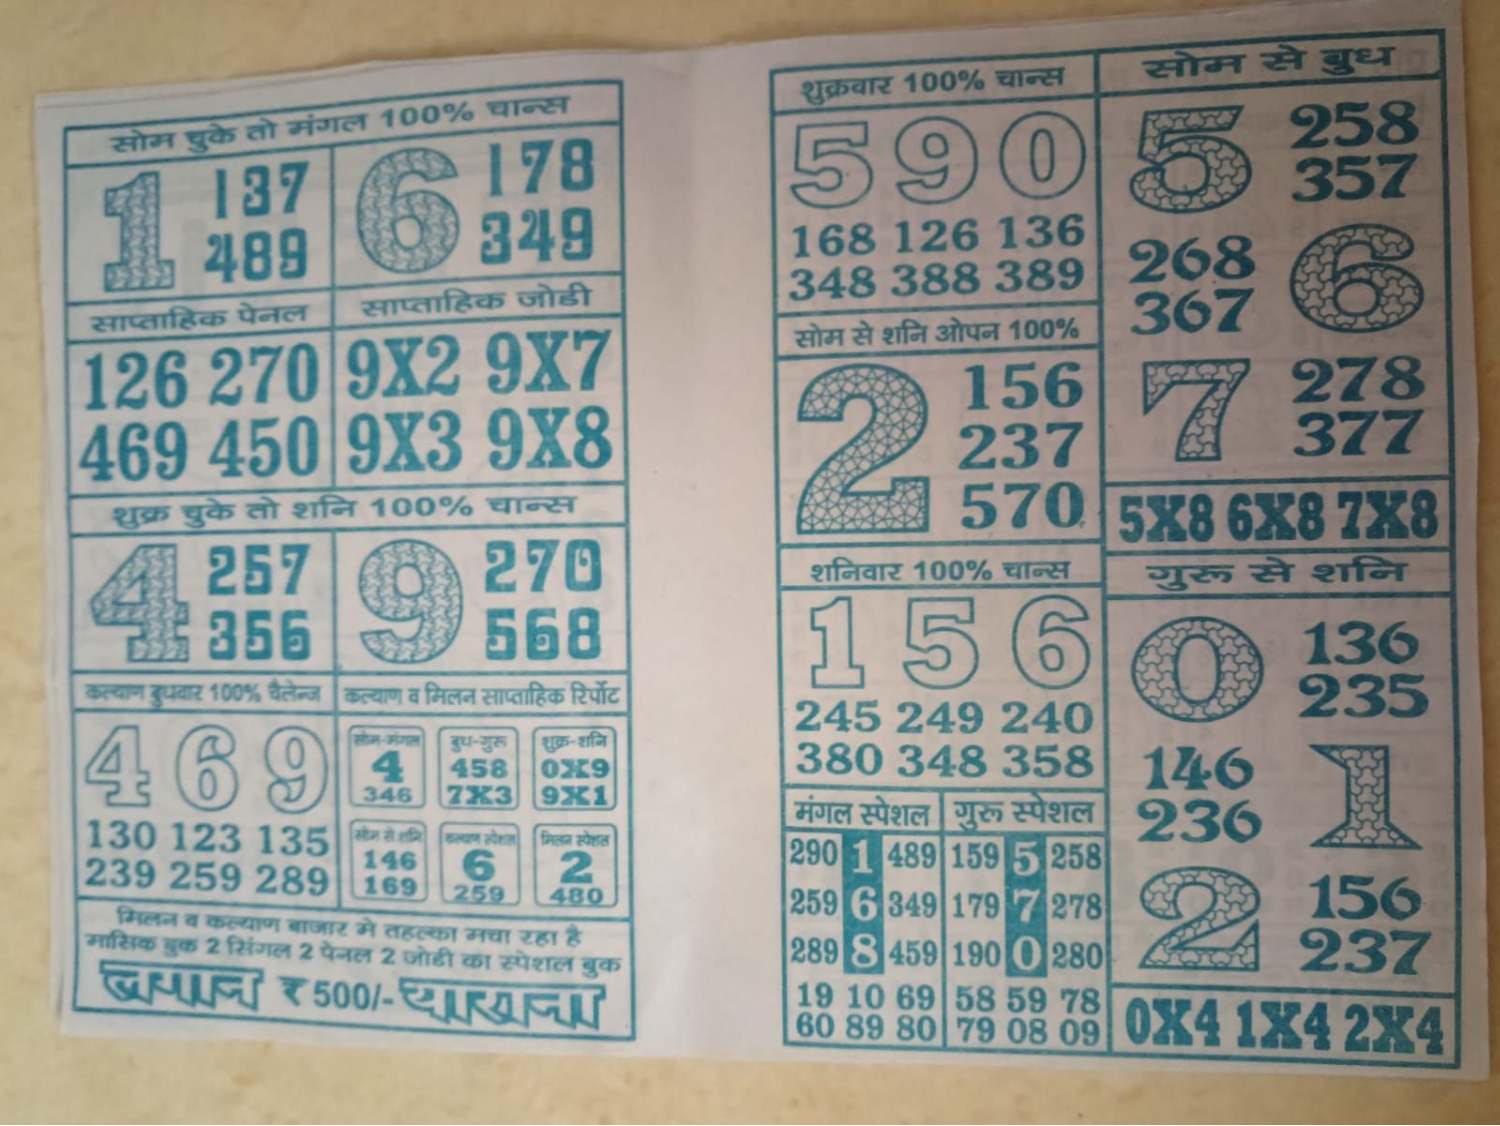 सोम चुके तो मंगल 100% चान्स
1 137 6 178
489 349
साप्ताहिक पेनल साप्ताहिक जोडी
126 270 9X2 9X7
469 450 9X3 9X8
शुक्र चुके तो शनि 100% चान्स
4 257 9 270
356 568
कल्याण बुधवार 100% चैलेन्ज
4 6 9
130 123 135
239 259 289
कल्याण व मिलन साप्ताहिक रिर्पोट
सोम-मंगल बुध-गुरू शुक्र-शनि
4 458 0X9
346 7X3 9X1
सोम से शनि कल्याण स्पेशल मिलन स्पेशल
146 6 2
169 259 480
मिलन व कल्याण बाजार मे तहल्का मचा रहा है
मासिक बुक 2 सिंगल 2 पेनल 2 जोडी का स्पेशल बुक
₹ 500/-
शुक्रवार 100% चान्स
5 9 0
168 126 136
348 388 389
सोम से शनि ओपन 100%
2 156
237
570
शनिवार 100% चान्स
1 5 6
245 249 240
380 348 358
मंगल स्पेशल
290 1 489
259 6 349
289 8 459
19 10 69
60 89 80
गुरू स्पेशल
159 5 258
179 7 278
190 0 280
58 59 78
79 08 09
सोम से बुध
5 258
357
268 6
367
7 278
377
5X8 6X8 7X8
गुरू से शनि
0 136
235
146 1
236
2 156
237
0X4 1X4 2X4